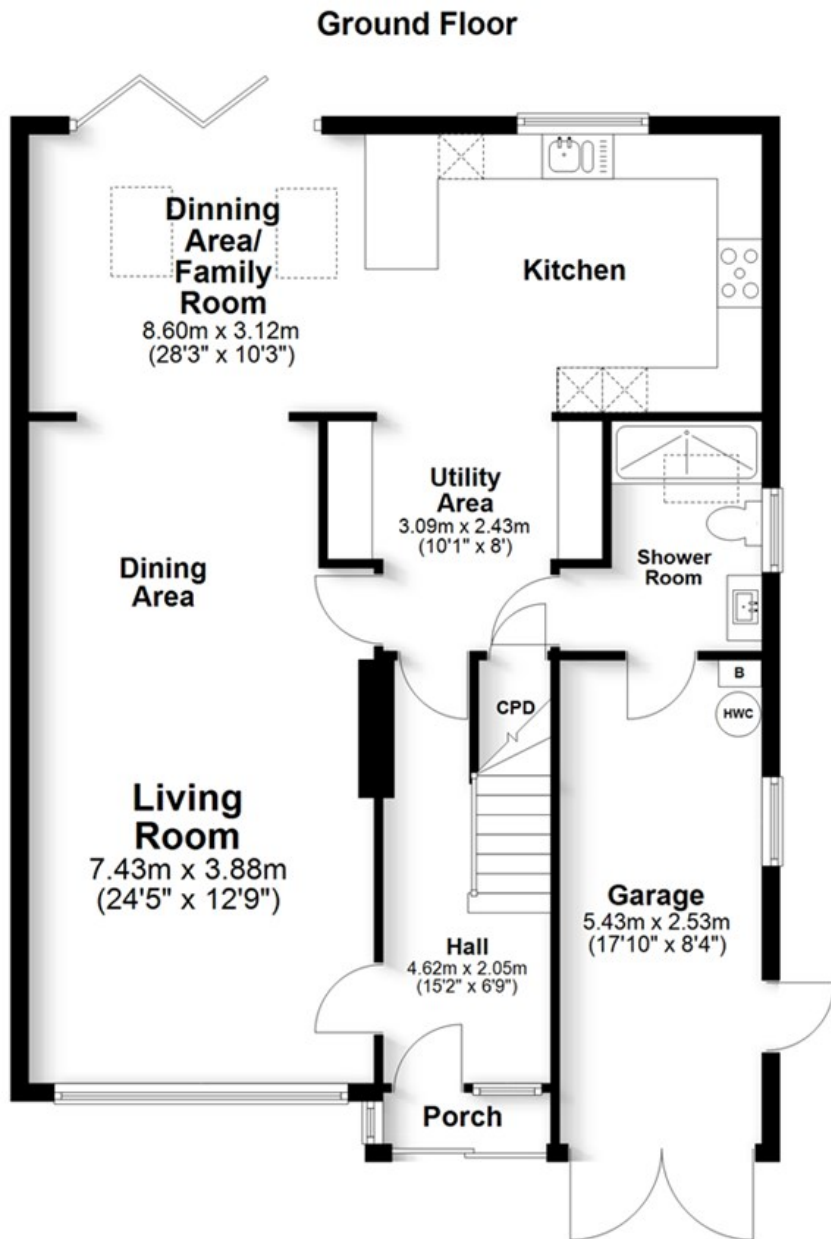 Ground Floor
Dinning
Area/
Family
Room
8.60m x 3.12m
(28'3" x 10'3")
Kitchen
Utility
Area
3.09m x 2.43m
(10'1" x 8')
Shower
Room
Dining
Area
CPD
B
HWC
Living
Room
7.43m x 3.88m
(24'5" x 12'9")
Garage
5.43m x 2.53m
(17'10" x 8'4")
Hall
4.62m x 2.05m
(15'2" x 6'9")
Porch